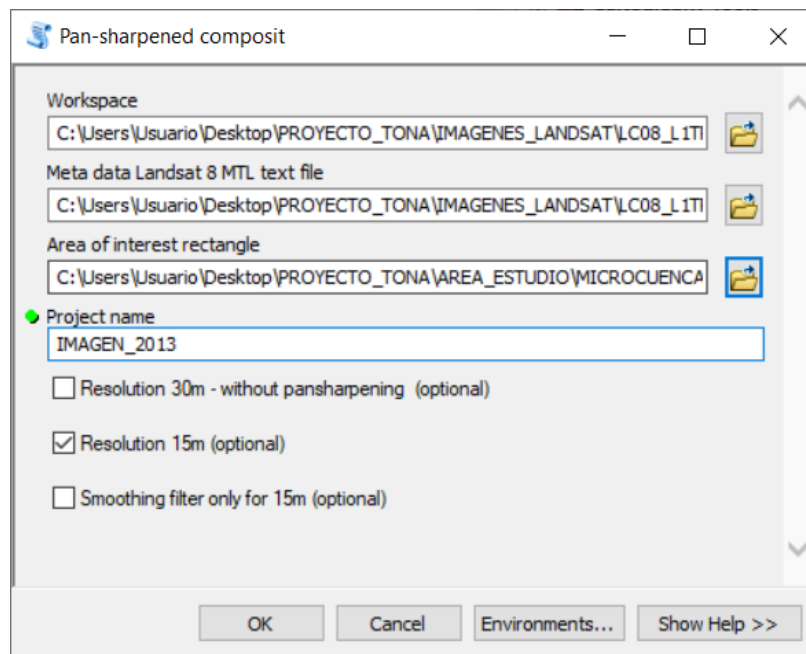 Pan-sharpened composit
Workspace
C:\Users\Usuario\Desktop\PROYECTO_TONA\IMAGENES_LANDSAT\LC08_L1TI
Meta data Landsat 8 MTL text file
C:\Users\Usuario\Desktop\PROYECTO_TONA\IMAGENES_LANDSAT\LC08_L1TI
Area of interest rectangle
C:\Users\Usuario\Desktop\PROYECTO_TONA\AREA_ESTUDIO\MICROCUENCA
Project name
IMAGEN_2013
Resolution 30m - without pansharpening (optional)
Resolution 15m (optional)
Smoothing filter only for 15m (optional)
OK Cancel Environments... Show Help >>